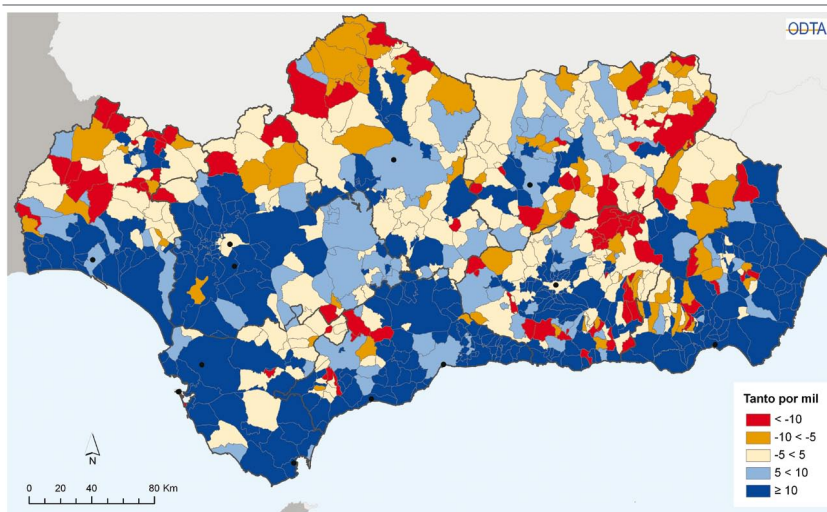 ODTA
Tanto por mil
< -10
-10 < -5
-5 < 5
5 < 10
≥ 10
N
0 20 40 80 Km